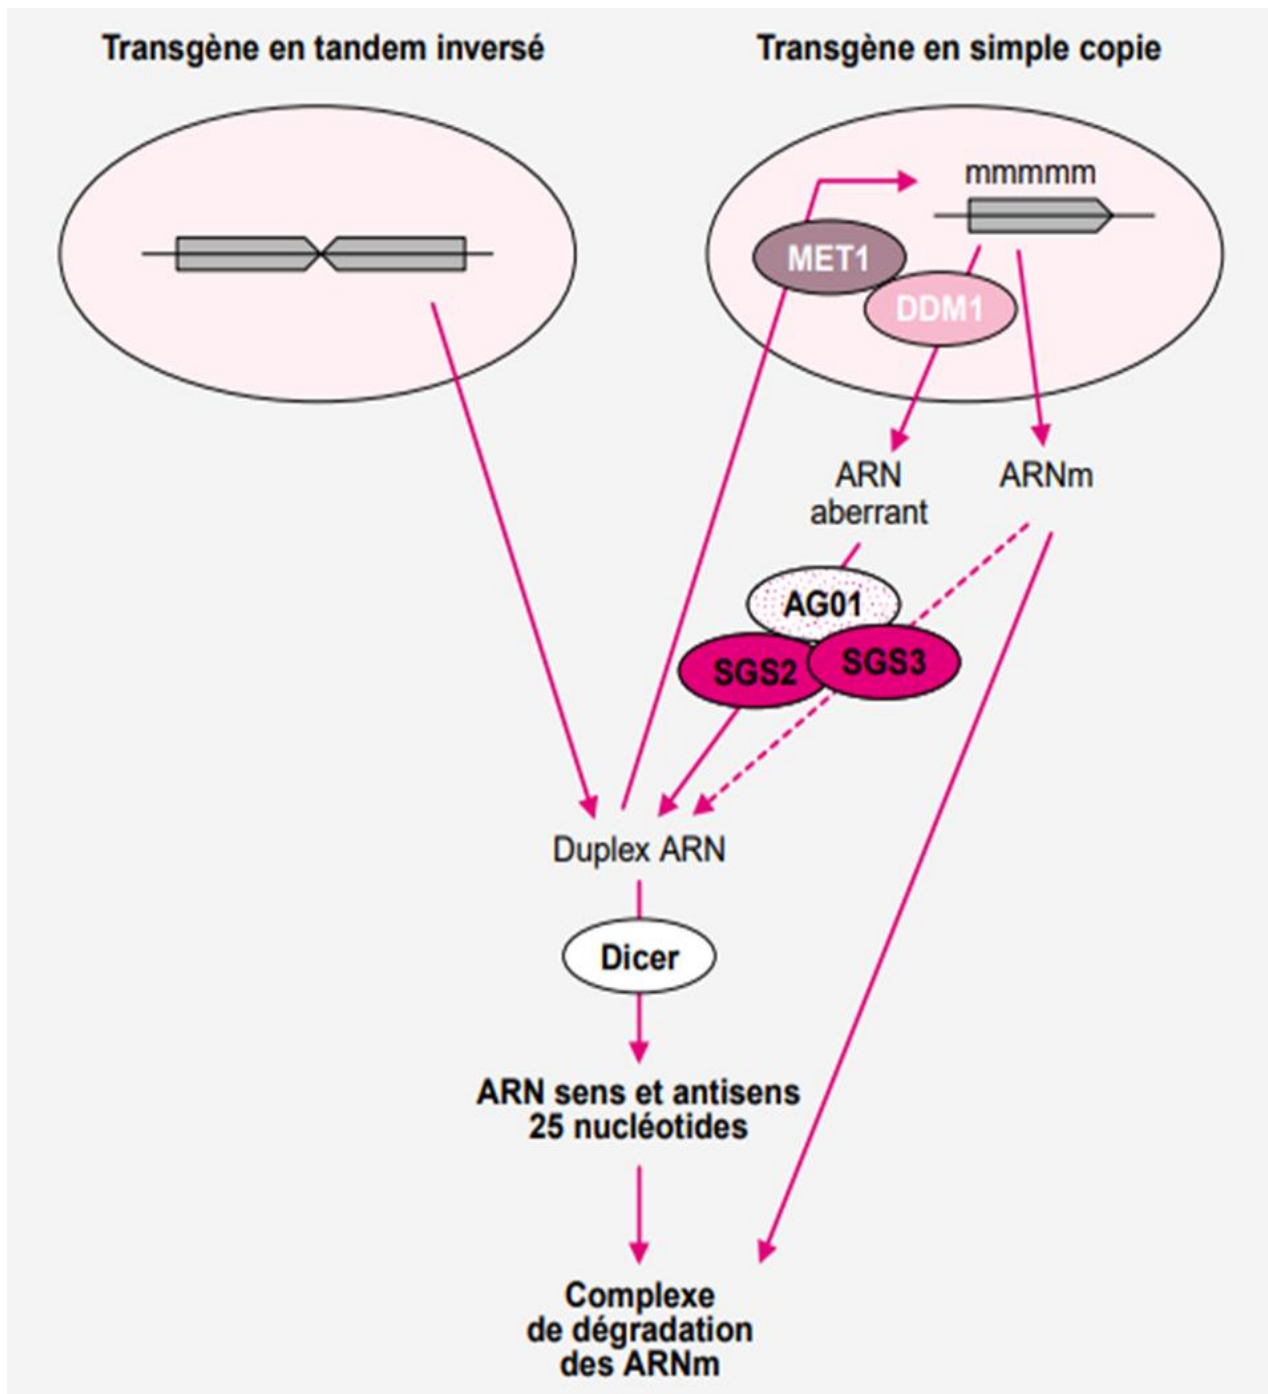 Transgène en tandem inversé
Transgène en simple copie
mmmmm
MET1
DDM1
ARN
aberrant
ARNm
AG01
SGS2
SGS3
Duplex ARN
Dicer
ARN sens et antisens
25 nucléotides
Complexe
de dégradation
des ARNm